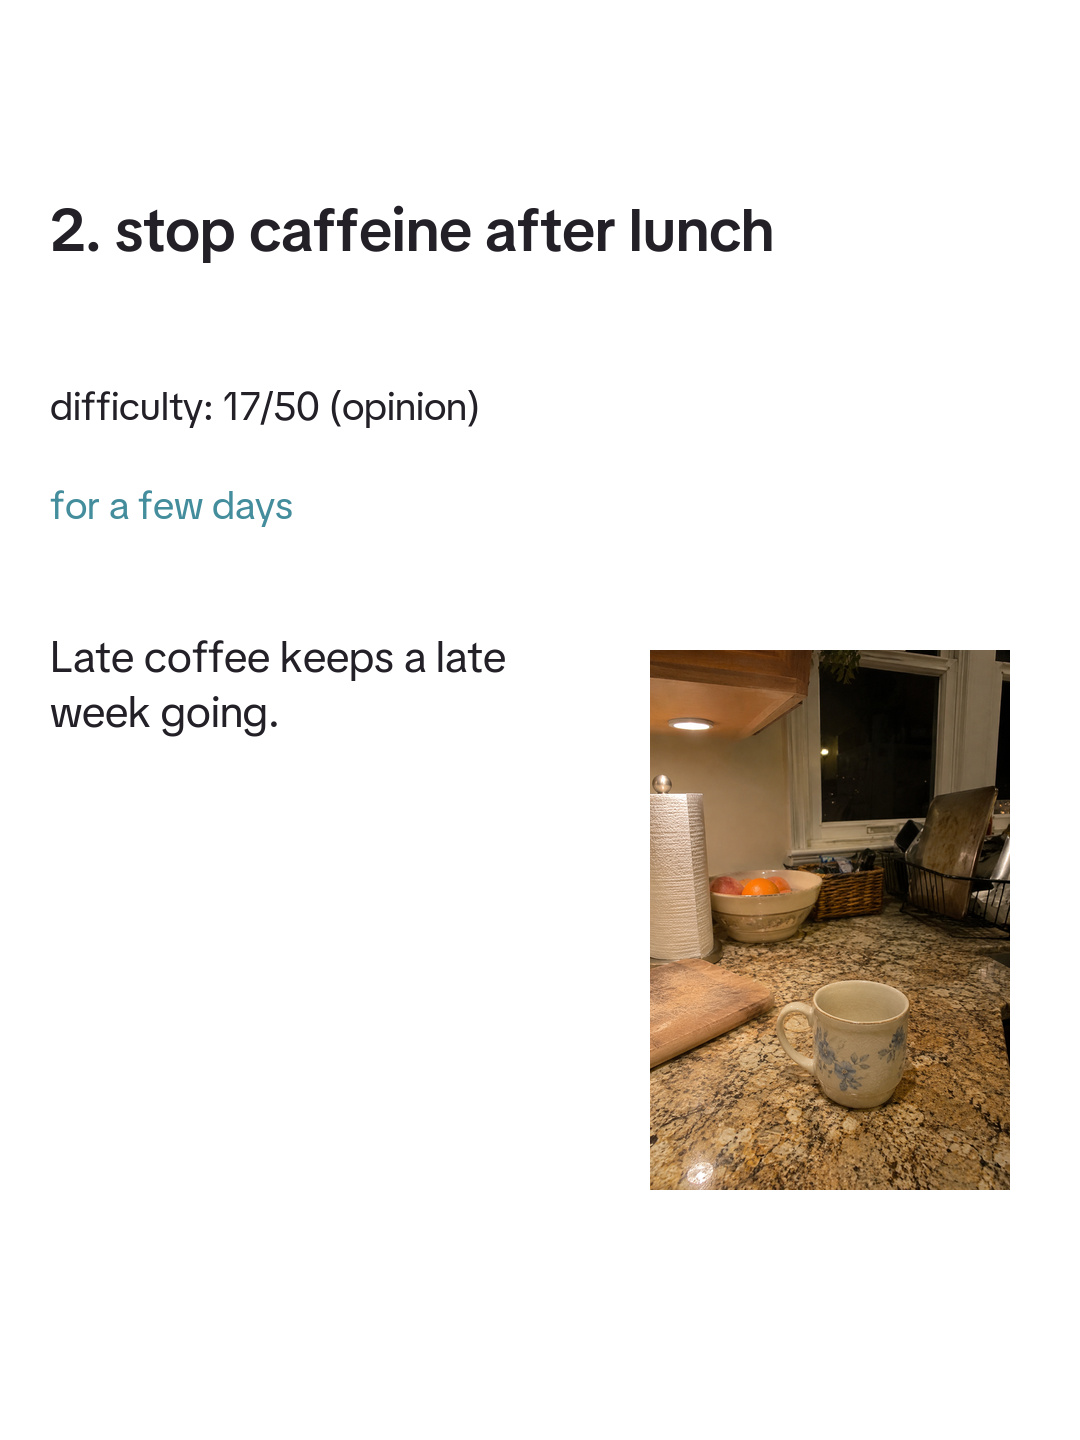 2. stop caffeine after lunch
difficulty: 17/50 (opinion)
for a few days
Late coffee keeps a late
week going.